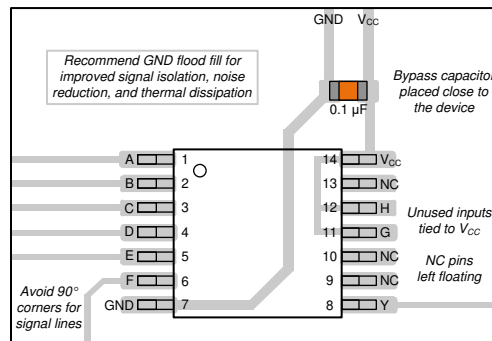 GND VCC
Recommend GND flood fill for
improved signal isolation, noise
reduction, and thermal dissipation
Bypass capacitor
placed close to
the device
0.1 µF
A 1 14 VCC
B 2 13 NC
C 3 12 H
D 4 11 G
E 5 10 NC
F 6 9 NC
GND 7 8 Y
Unused inputs
tied to VCC
NC pins
left floating
Avoid 90°
corners for
signal lines